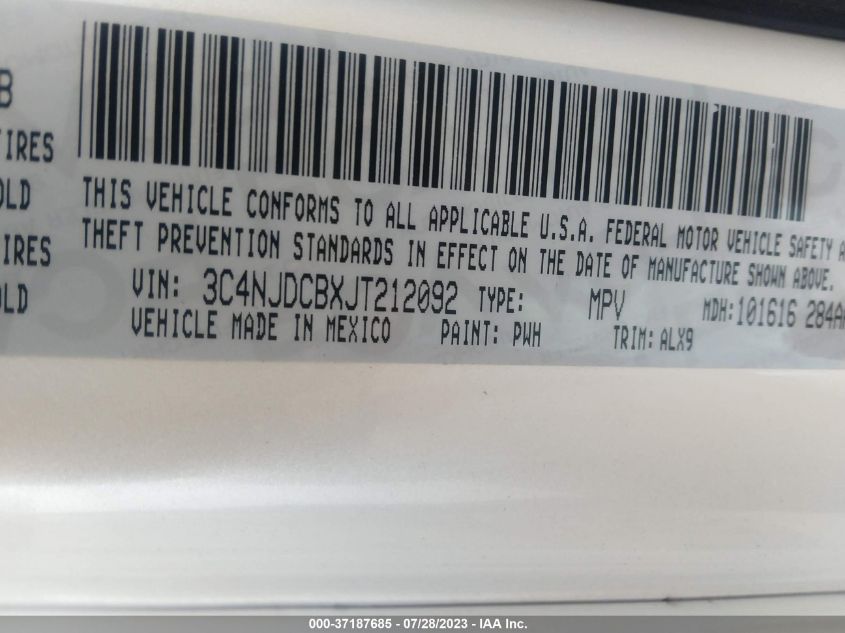 B
TIRES
OLD
TIRES
OLD
THIS VEHICLE CONFORMS TO ALL APPLICABLE U.S.A. FEDERAL MOTOR VEHICLE SAFETY
THEFT PREVENTION STANDARDS IN EFFECT ON THE DATE OF MANUFACTURE SHOWN ABOVE.
VIN: 3C4NJDCBXJT212092 TYPE: MPV MDH:101616 284A
VEHICLE MADE IN MEXICO PAINT: PWH TRIM: ALX9
000-37187685 - 07/28/2023 - IAA Inc.